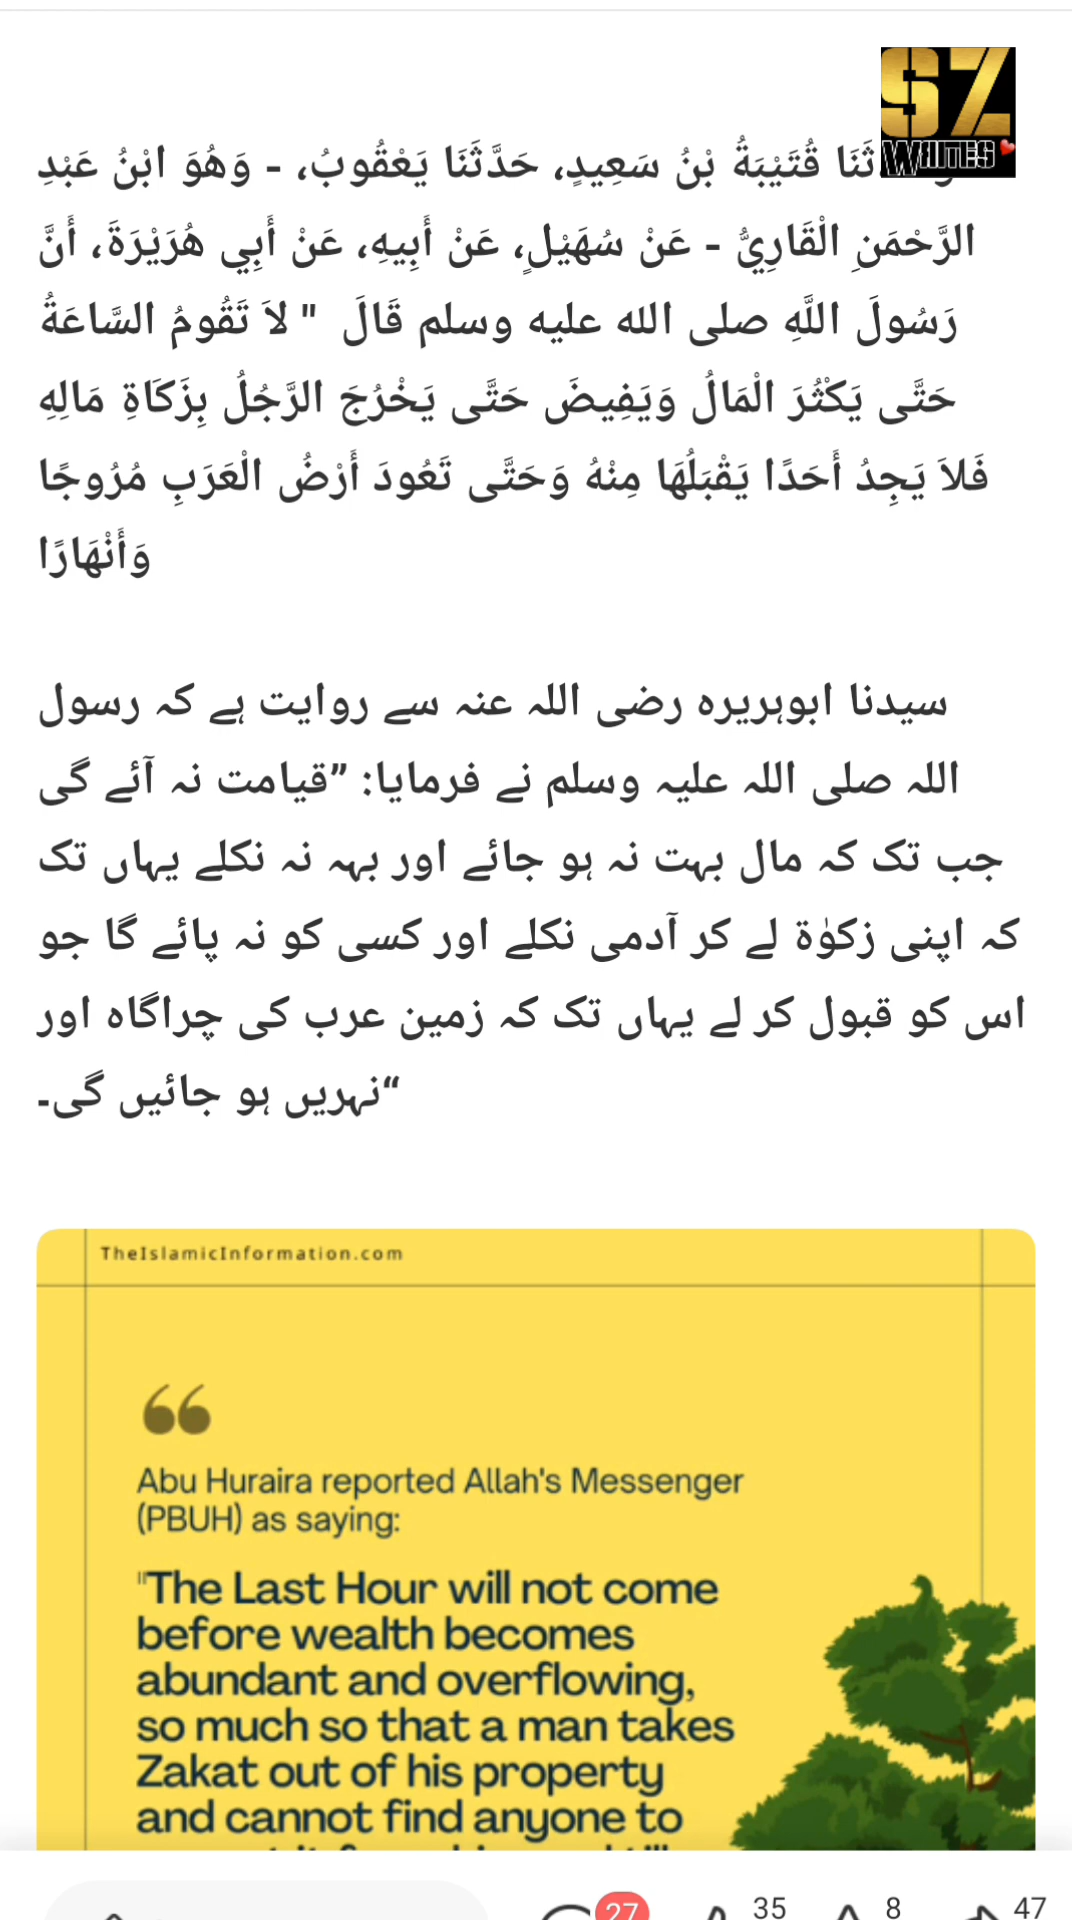 SZ
WRITES
ثَنَا قُتَيْبَةُ بْنُ سَعِيدٍ، حَدَّثَنَا يَعْقُوبُ، - وَهُوَ ابْنُ عَبْدِ
الرَّحْمَنِ الْقَارِيُّ - عَنْ سُهَيْلٍ، عَنْ أَبِيهِ، عَنْ أَبِي هُرَيْرَةَ، أَنَّ
رَسُولَ اللَّهِ صلى الله عليه وسلم قَالَ ‏ "‏ لاَ تَقُومُ السَّاعَةُ
حَتَّى يَكْثُرَ الْمَالُ وَيَفِيضَ حَتَّى يَخْرُجَ الرَّجُلُ بِزَكَاةِ مَالِهِ
فَلاَ يَجِدُ أَحَدًا يَقْبَلُهَا مِنْهُ وَحَتَّى تَعُودَ أَرْضُ الْعَرَبِ مُرُوجًا
وَأَنْهَارًا
سیدنا ابوہریرہ رضی اللہ عنہ سے روایت ہے کہ رسول
اللہ صلی اللہ علیہ وسلم نے فرمایا: ”قیامت نہ آئے گی
جب تک کہ مال بہت نہ ہو جائے اور بہہ نہ نکلے یہاں تک
کہ اپنی زکوٰۃ لے کر آدمی نکلے اور کسی کو نہ پائے گا جو
اس کو قبول کر لے یہاں تک کہ زمین عرب کی چراگاہ اور
“نہریں ہو جائیں گی۔
TheIslamicInformation.com
Abu Huraira reported Allah's Messenger
(PBUH) as saying:
"The Last Hour will not come
before wealth becomes
abundant and overflowing,
so much so that a man takes
Zakat out of his property
and cannot find anyone to
27 35 8 47